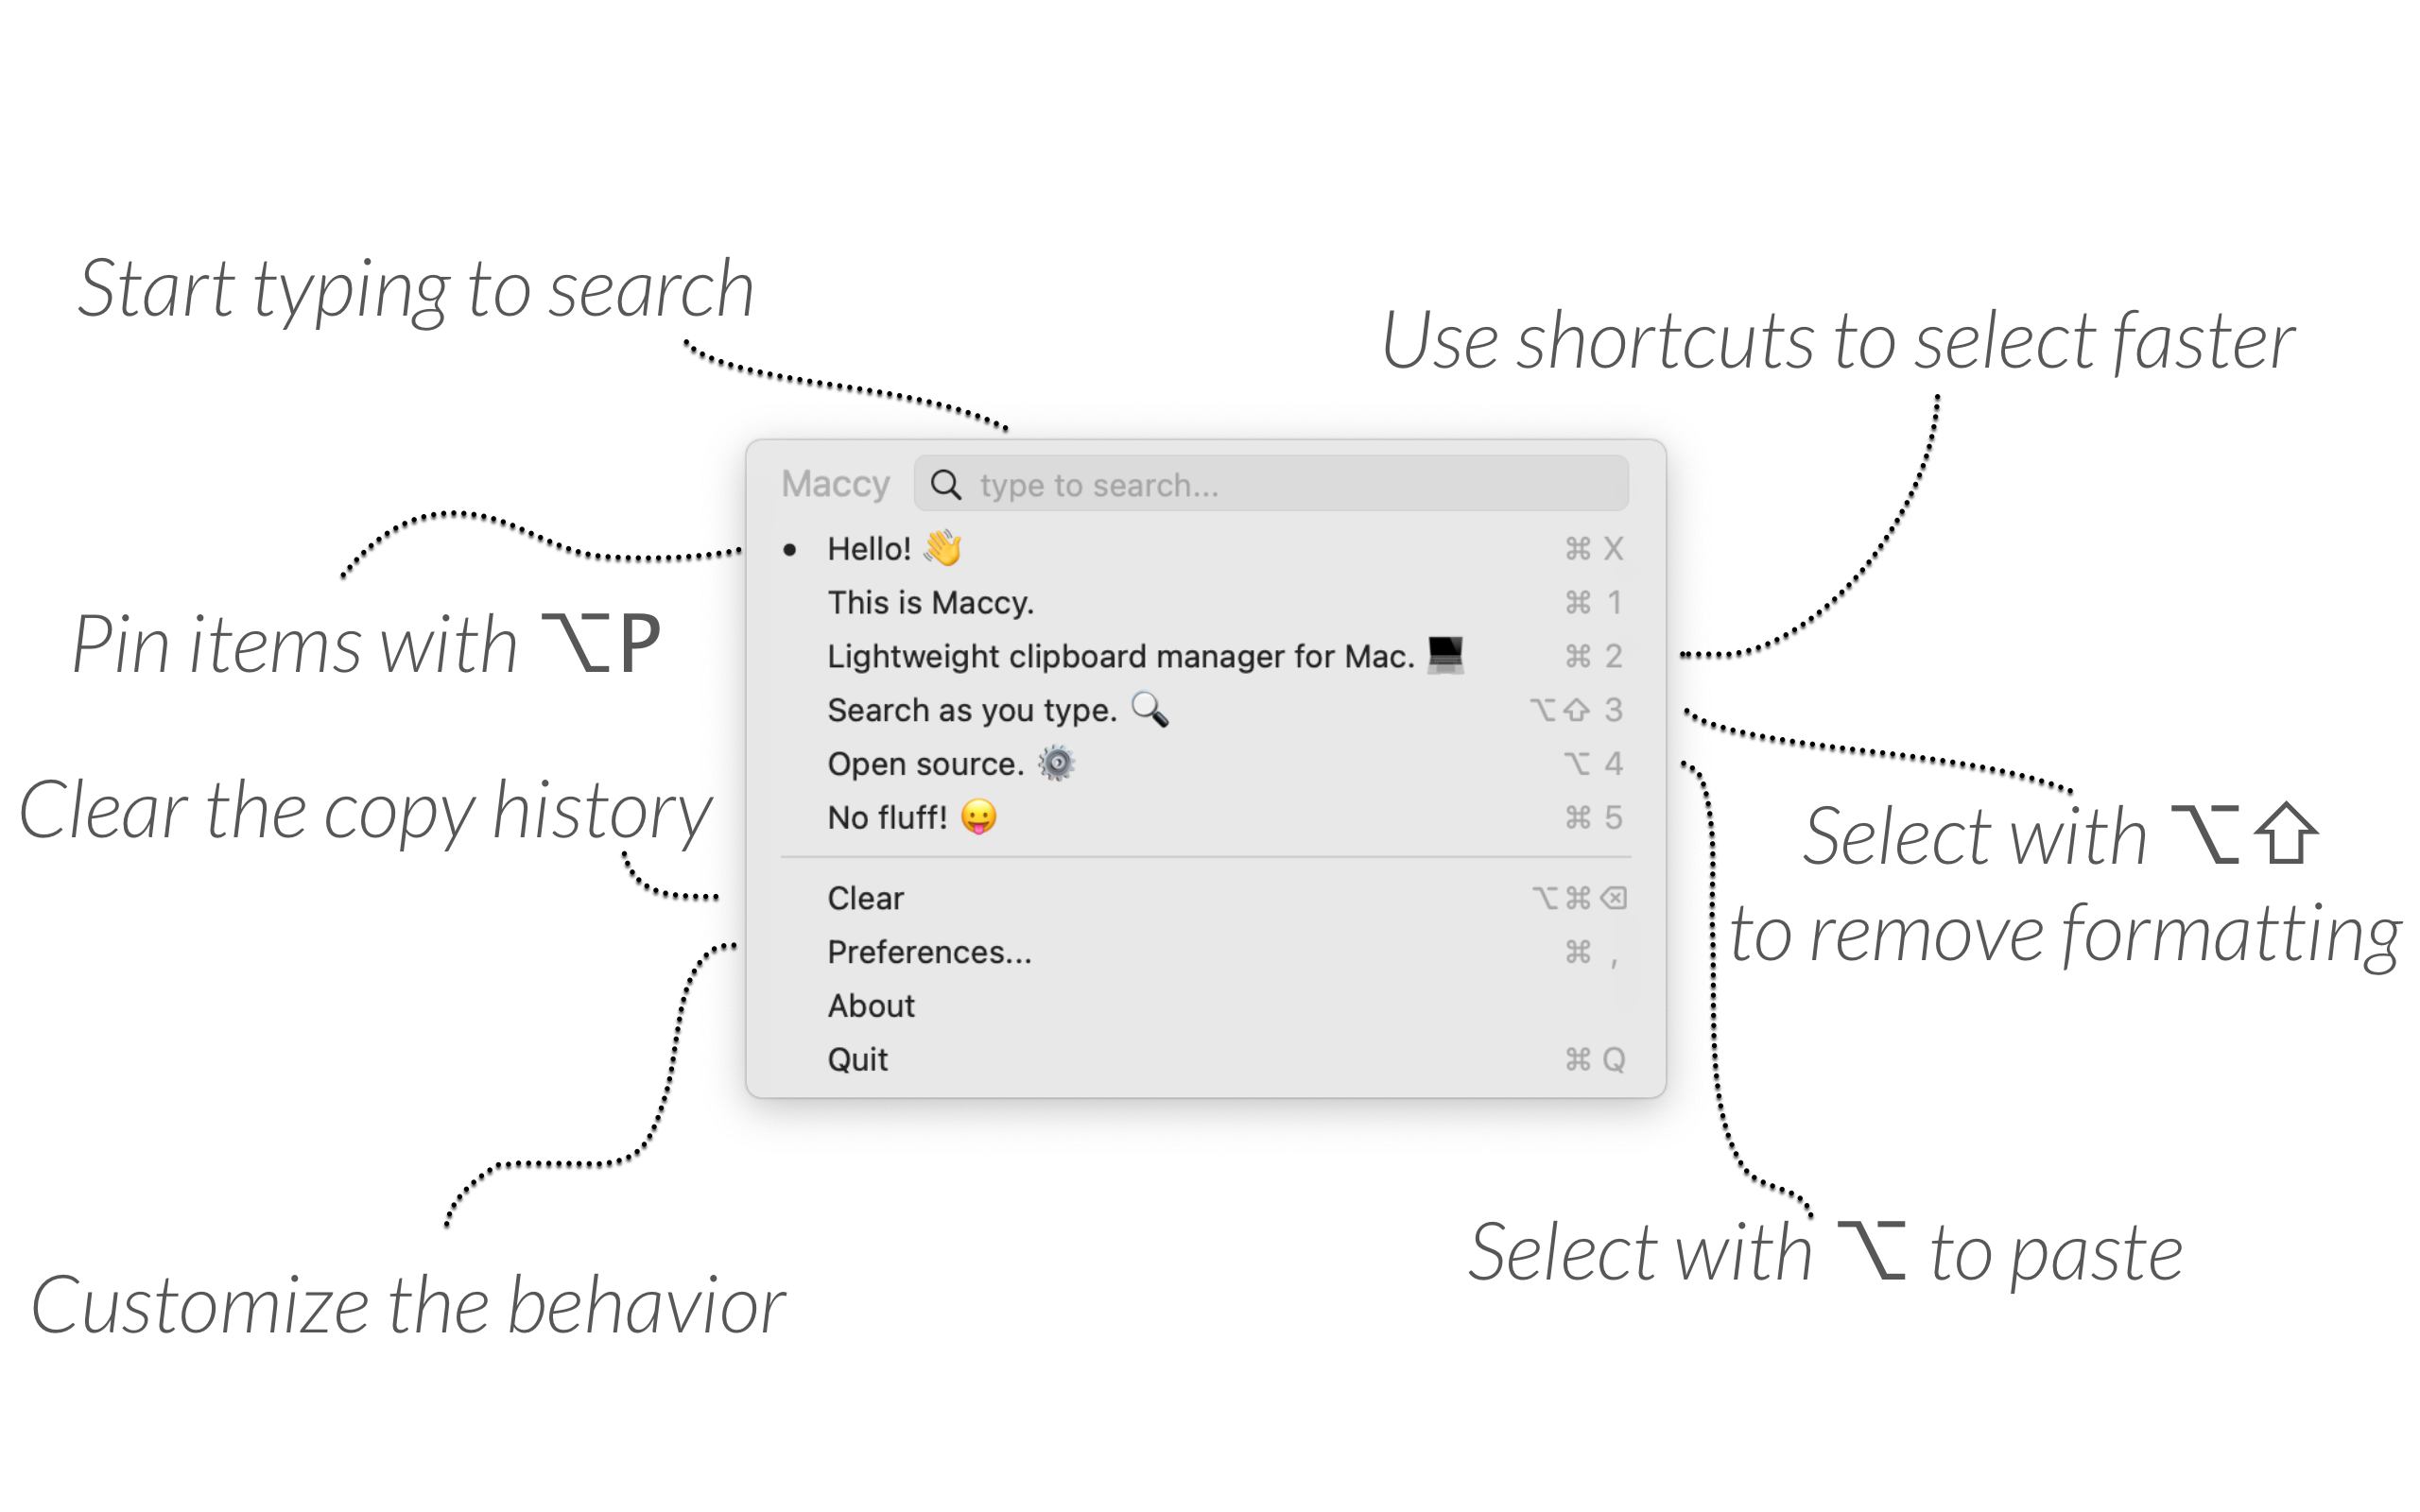 Start typing to search
Use shortcuts to select faster
Maccy type to search...
• Hello! 👋 ⌘ X
This is Maccy. ⌘ 1
Lightweight clipboard manager for Mac. 💻 ⌘ 2
Search as you type. 🔍 ⌥⇧ 3
Open source. ⚙️ ⌥ 4
No fluff! 😛 ⌘ 5
Clear ⌥⌘⌫
Preferences... ⌘ ,
About
Quit ⌘ Q
Pin items with ⌥P
Clear the copy history
Customize the behavior
Select with ⌥⇧
to remove formatting
Select with ⌥ to paste